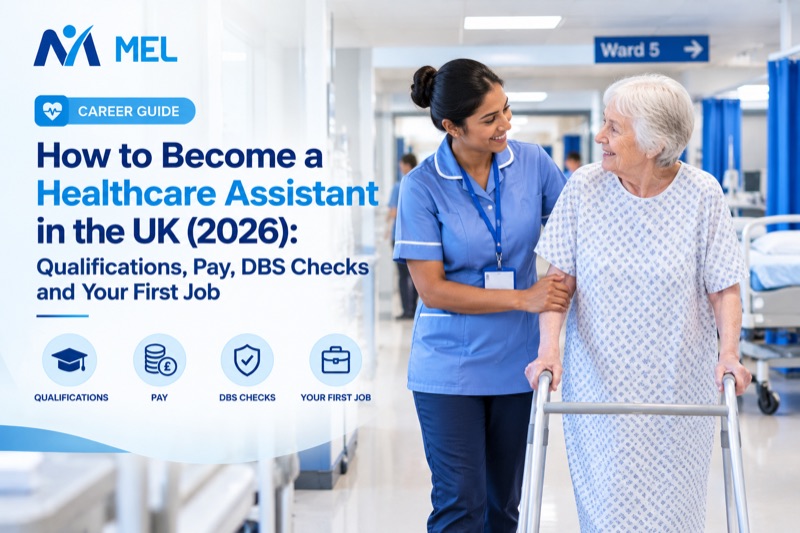 MEL
Ward 5 →
CAREER GUIDE
How to Become a
Healthcare Assistant
in the UK (2026):
Qualifications, Pay, DBS Checks
and Your First Job
QUALIFICATIONS
PAY
DBS CHECKS
YOUR FIRST JOB